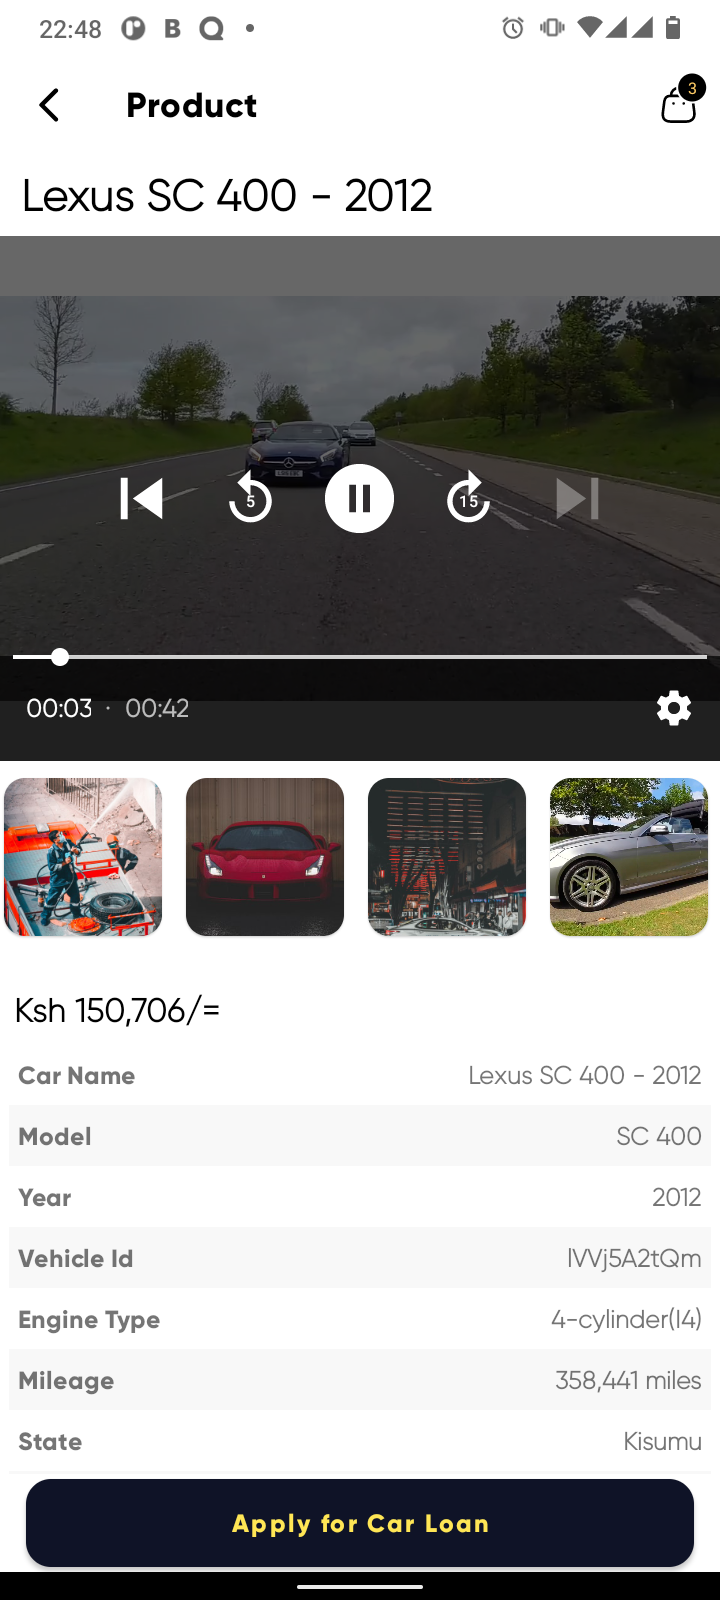 22:48
3
Product
Lexus SC 400 - 2012
5
15
00:03 · 00:42
Ksh 150,706/=
Car Name Lexus SC 400 - 2012
Model SC 400
Year 2012
Vehicle Id lVVj5A2tQm
Engine Type 4-cylinder(I4)
Mileage 358,441 miles
State Kisumu
Apply for Car Loan